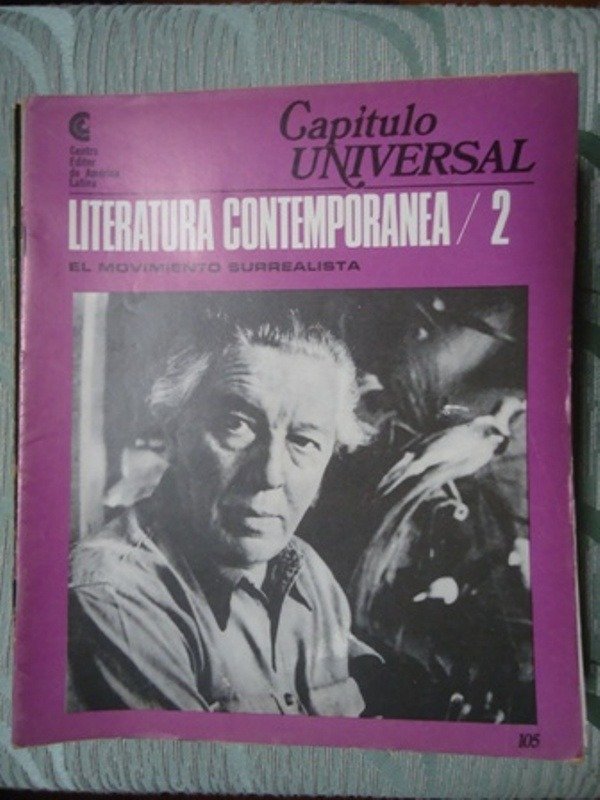 Centro
Editor
de América
Latina
Capitulo
UNIVERSAL
LITERATURA CONTEMPORANEA / 2
EL MOVIMIENTO SURREALISTA
105